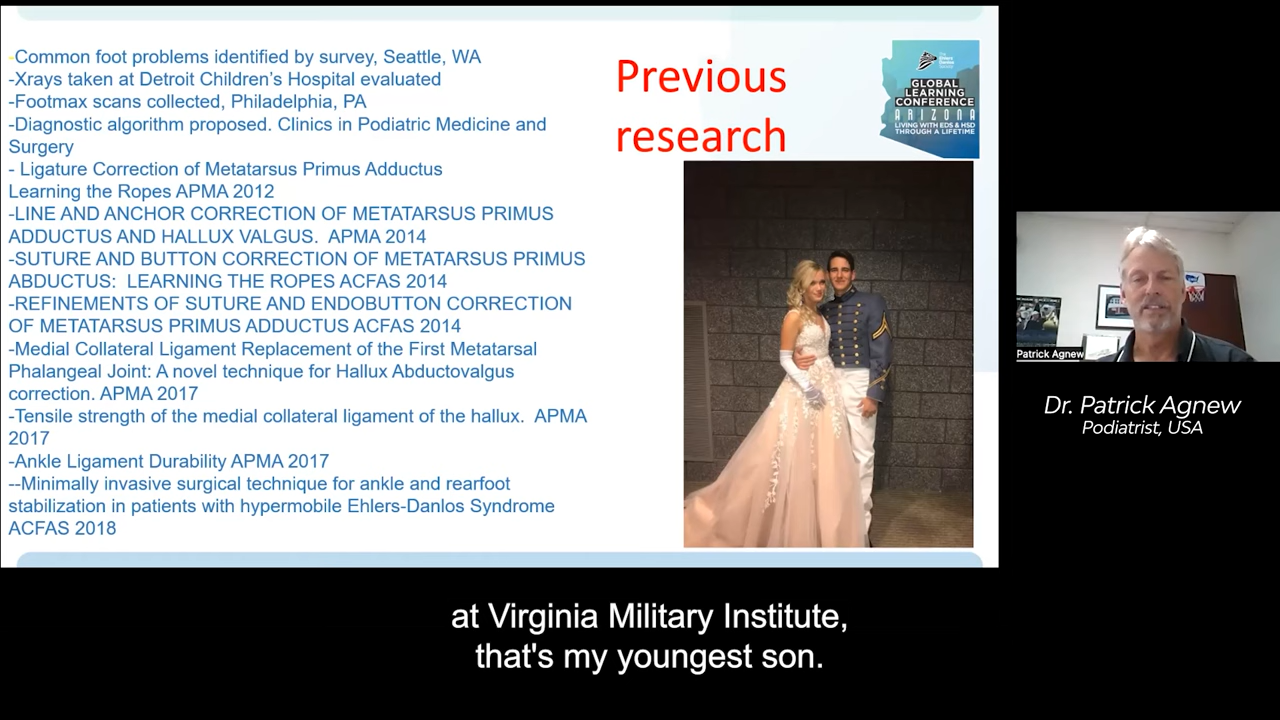 -Common foot problems identified by survey, Seattle, WA
-Xrays taken at Detroit Children's Hospital evaluated
-Footmax scans collected, Philadelphia, PA
-Diagnostic algorithm proposed. Clinics in Podiatric Medicine and
Surgery
- Ligature Correction of Metatarsus Primus Adductus
Learning the Ropes APMA 2012
-LINE AND ANCHOR CORRECTION OF METATARSUS PRIMUS
ADDUCTUS AND HALLUX VALGUS.  APMA 2014
-SUTURE AND BUTTON CORRECTION OF METATARSUS PRIMUS
ABDUCTUS:  LEARNING THE ROPES ACFAS 2014
-REFINEMENTS OF SUTURE AND ENDOBUTTON CORRECTION
OF METATARSUS PRIMUS ADDUCTUS ACFAS 2014
-Medial Collateral Ligament Replacement of the First Metatarsal
Phalangeal Joint: A novel technique for Hallux Abductovalgus
correction. APMA 2017
-Tensile strength of the medial collateral ligament of the hallux.  APMA
2017
-Ankle Ligament Durability APMA 2017
--Minimally invasive surgical technique for ankle and rearfoot
stabilization in patients with hypermobile Ehlers-Danlos Syndrome
ACFAS 2018
Previous
research
The
Ehlers
Danlos
Society
GLOBAL
LEARNING
CONFERENCE
ARIZONA
LIVING WITH EDS & HSD
THROUGH A LIFETIME
Patrick Agnew
Dr. Patrick Agnew
Podiatrist, USA
at Virginia Military Institute,
that's my youngest son.